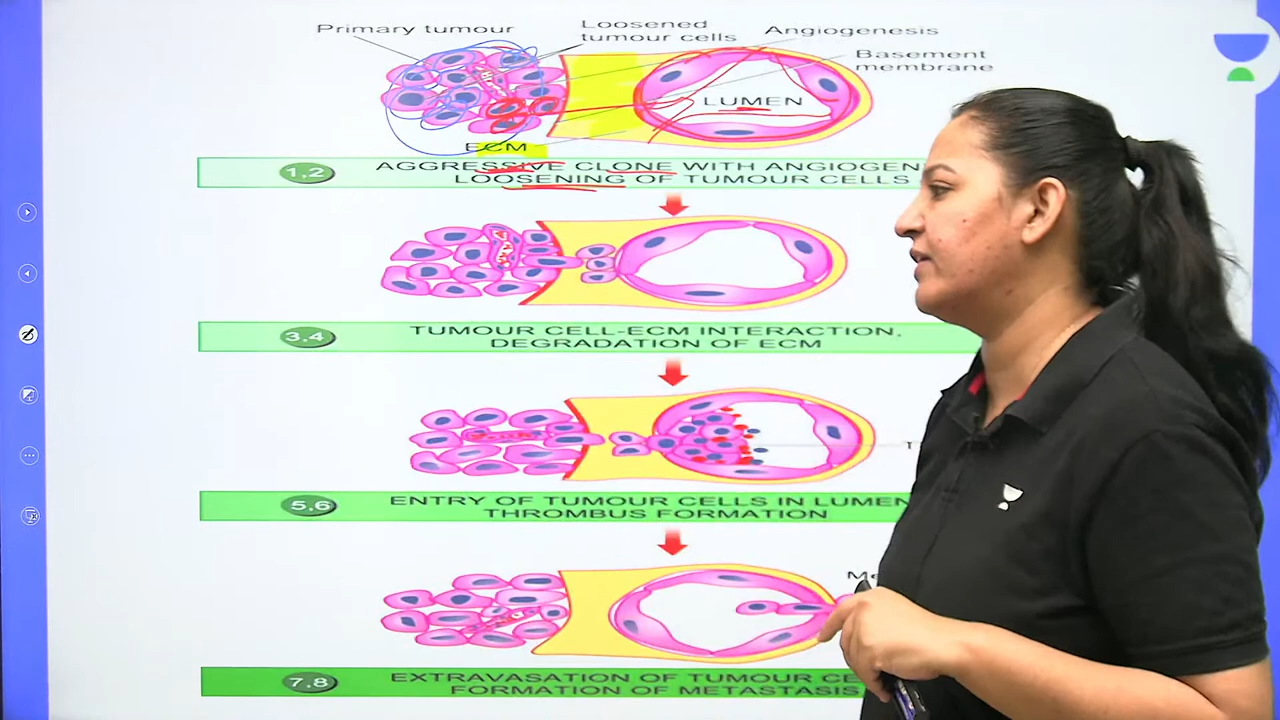 Primary tumour
Loosened
tumour cells
Angiogenesis
Basement
membrane
LUMEN
ECM
1,2
AGGRESSIVE CLONE WITH
LOOSENING OF TUMOUR CELLS
3.4
TUMOUR CELL-ECM INTERACTION,
DEGRADATION OF ECM
5,6
ENTRY OF TUMOUR CELLS IN LUMEN
THROMBUS FORMATION
7,8
EXTRAVASATION OF TUMOUR
FORMATION OF METASTASIS